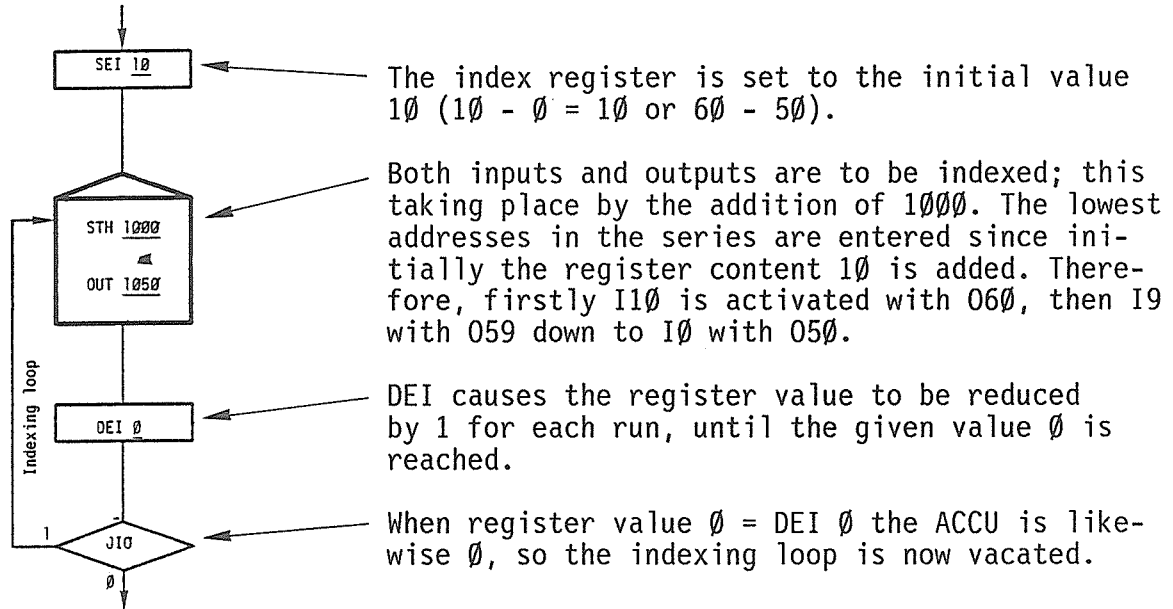 SEI 10
The index register is set to the initial value
1Ø (1Ø - Ø = 1Ø or 6Ø - 5Ø).
Both inputs and outputs are to be indexed; this
taking place by the addition of 1ØØØ. The lowest
addresses in the series are entered since ini-
tially the register content 1Ø is added. There-
fore, firstly I1Ø is activated with O6Ø, then I9
with O59 down to IØ with O5Ø.
STH 1ØØØ
OUT 1Ø5Ø
Indexing loop
DEI Ø
DEI causes the register value to be reduced
by 1 for each run, until the given value Ø is
reached.
1
JIO
Ø
When register value Ø = DEI Ø the ACCU is like-
wise Ø, so the indexing loop is now vacated.